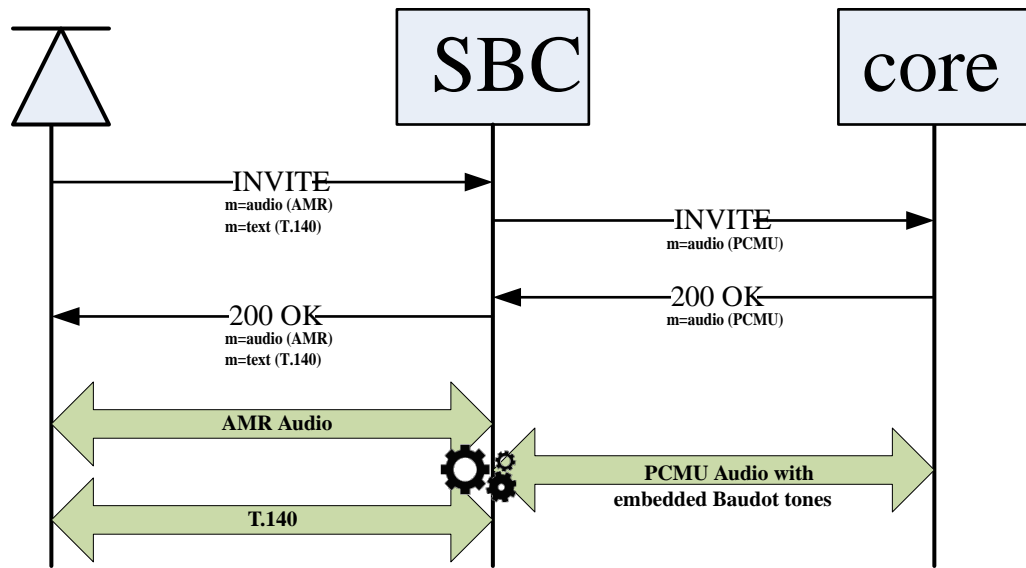 SBC
core
INVITE
m=audio (AMR)
m=text (T.140)
INVITE
m=audio (PCMU)
200 OK
m=audio (PCMU)
200 OK
m=audio (AMR)
m=text (T.140)
AMR Audio
PCMU Audio with
embedded Baudot tones
T.140